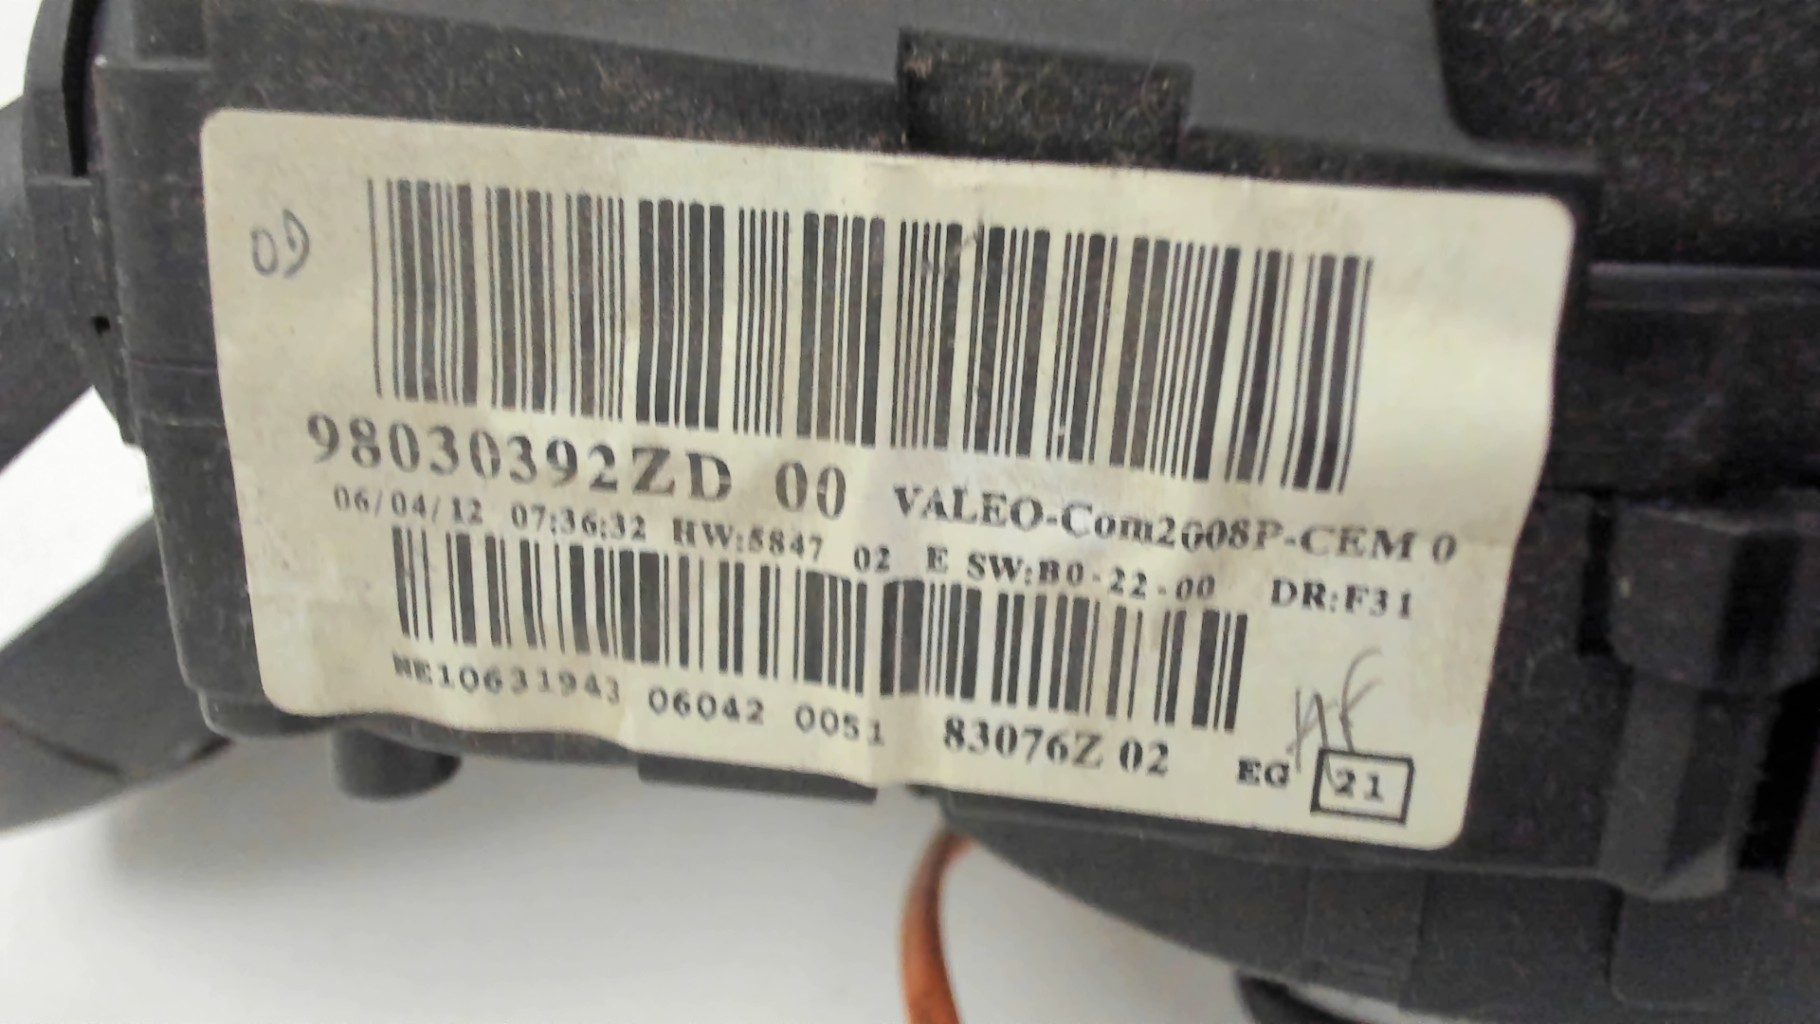 09
98030392ZD 00 VALEO-Com2008P-CEM 0
06/04/12 07:36:32 HW:5847 02 E SW:B0-22-00 DR:F31
NE10631943 06042 0051 83076Z 02 EG 21